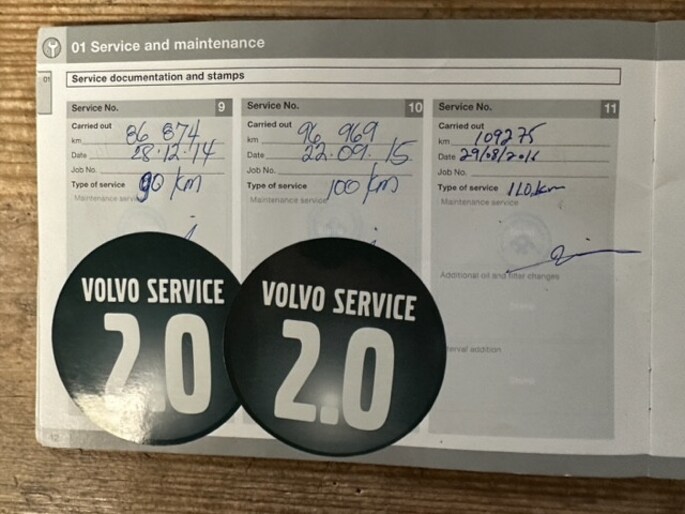 01 Service and maintenance
01
Service documentation and stamps
Service No. 9
Carried out
km 86 874
Date 28.12.14
Job No.
Type of service 90 km
Maintenance service
Service No. 10
Carried out
km 96 969
Date 22.09.15
Job No.
Type of service 100 km
Maintenance service
Service No. 11
Carried out
km 109275
Date 29/08/2016
Job No.
Type of service 110 km
Maintenance service
Additional oil and filter changes
addition
VOLVO SERVICE
2.0
VOLVO SERVICE
2.0
12